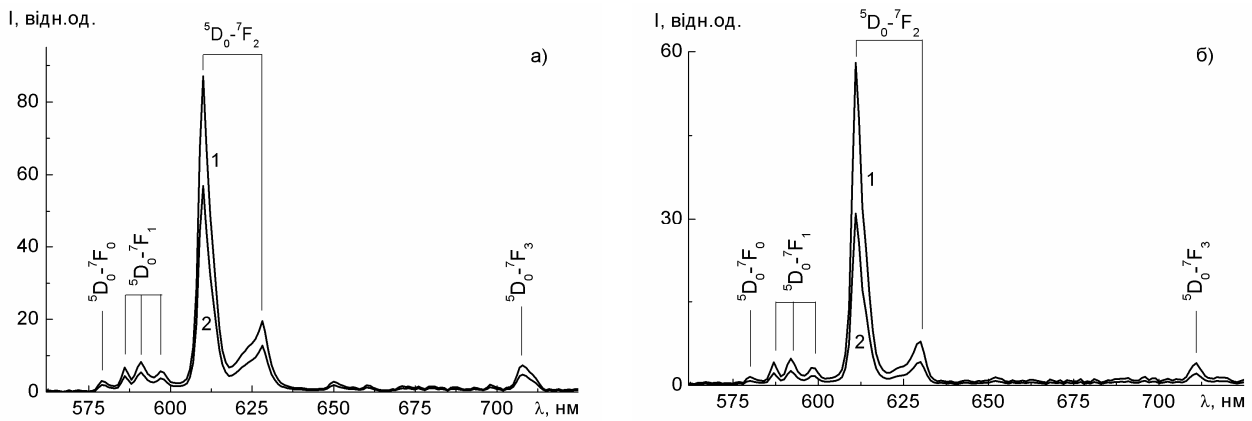 I, відн.од.
⁵D₀-⁷F₂
а)
80
60
40
20
0
1
2
⁵D₀-⁷F₀
⁵D₀-⁷F₁
⁵D₀-⁷F₃
575
600
625
650
675
700
λ, нм
I, відн.од.
⁵D₀-⁷F₂
б)
60
30
0
1
2
⁵D₀-⁷F₀
⁵D₀-⁷F₁
⁵D₀-⁷F₃
575
600
625
650
675
700
λ, нм